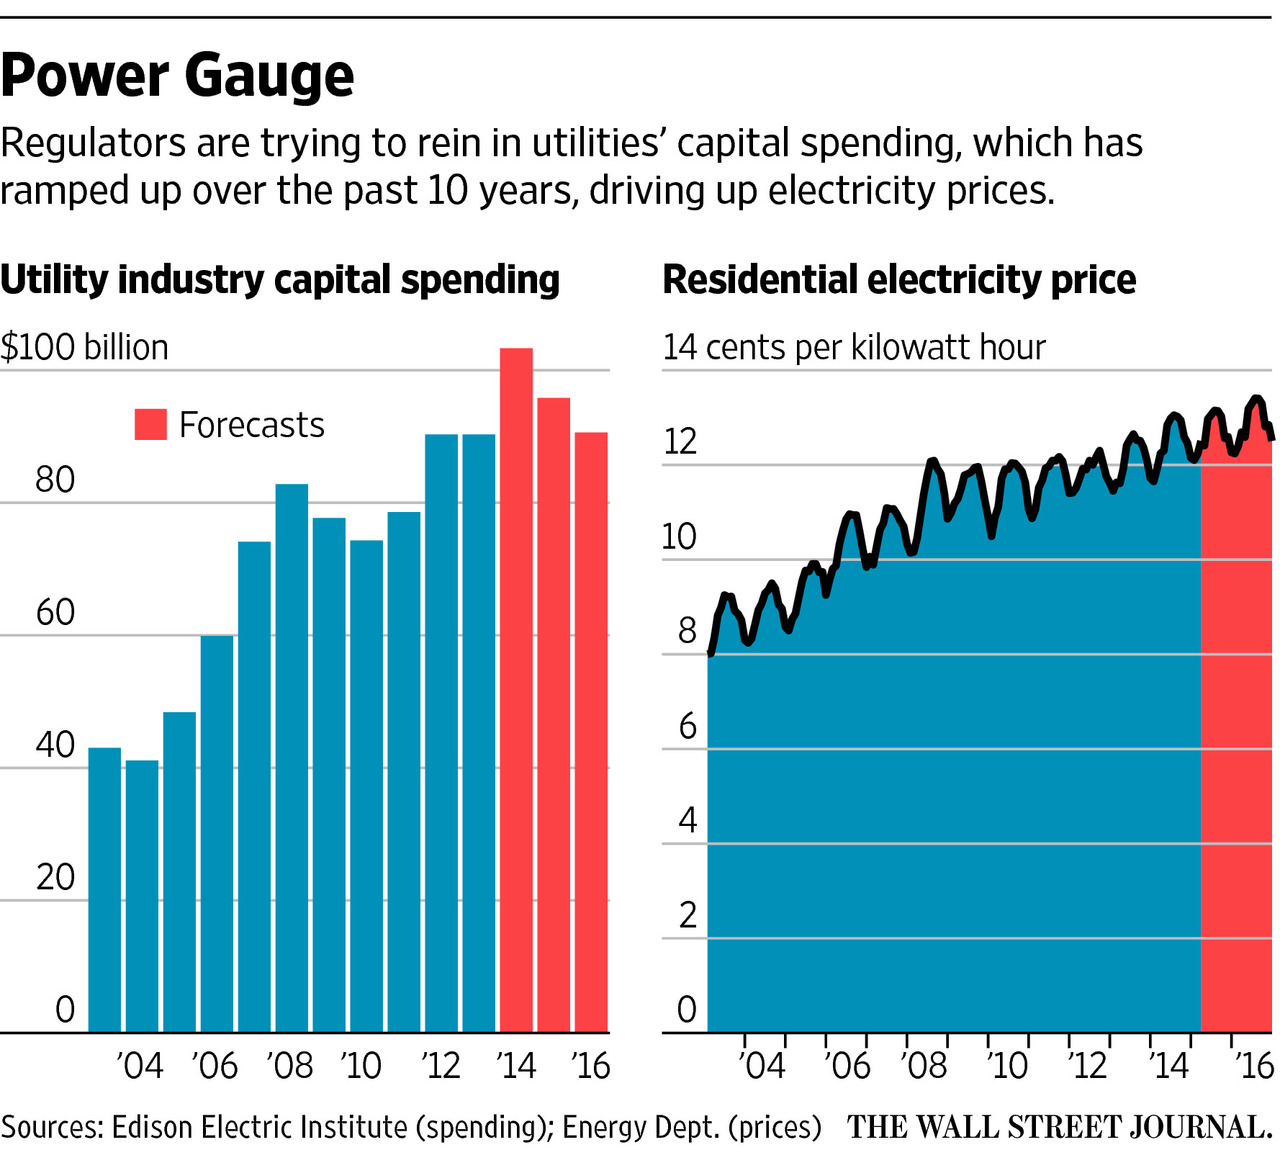 Power Gauge
Regulators are trying to rein in utilities’ capital spending, which has
ramped up over the past 10 years, driving up electricity prices.
Utility industry capital spending
$100 billion
Forecasts
80
60
40
20
0
’04 ’06 ’08 ’10 ’12 ’14 ’16
Residential electricity price
14 cents per kilowatt hour
12
10
8
6
4
2
0
’04 ’06 ’08 ’10 ’12 ’14 ’16
Sources: Edison Electric Institute (spending); Energy Dept. (prices) THE WALL STREET JOURNAL.